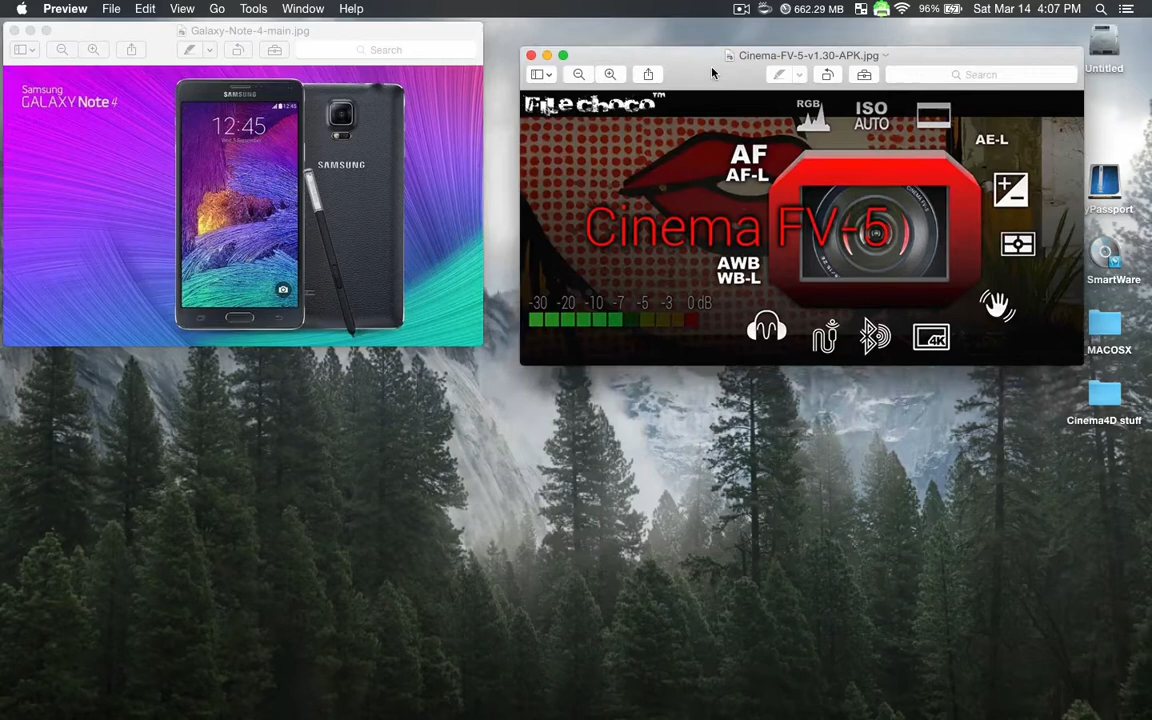 Preview File Edit View Go Tools Window Help
662.29 MB 96% Sat Mar 14 4:07 PM
Galaxy-Note-4-main.jpg
Search
Samsung
GALAXY Note 4
SAMSUNG
12:45
SAMSUNG
Cinema-FV-5-v1.30-APK.jpg
Search
Filechoco™
RGB
ISO
AUTO
AE-L
AF
AF-L
Cinema FV-5
AWB
WB-L
-30 -20 -10 -7 -5 -3 0 dB
4K
Untitled
yPassport
SmartWare
MACOSX
Cinema4D stuff